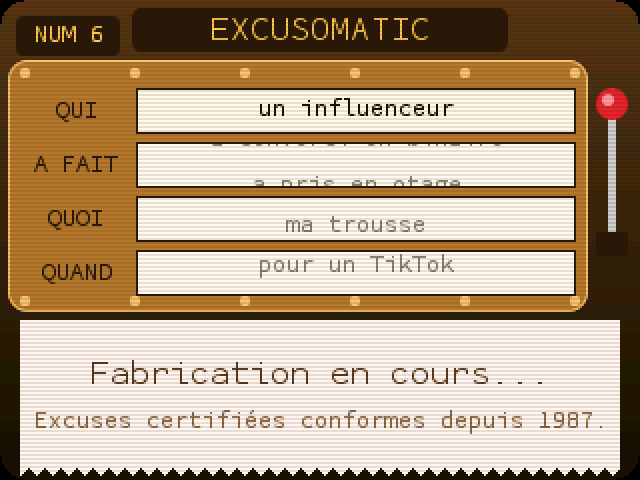 NUM 6
EXCUSOMATIC
QUI
un influenceur
A FAIT
a pris en otage
QUOI
ma trousse
QUAND
pour un TikTok
Fabrication en cours...
Excuses certifiées conformes depuis 1987.